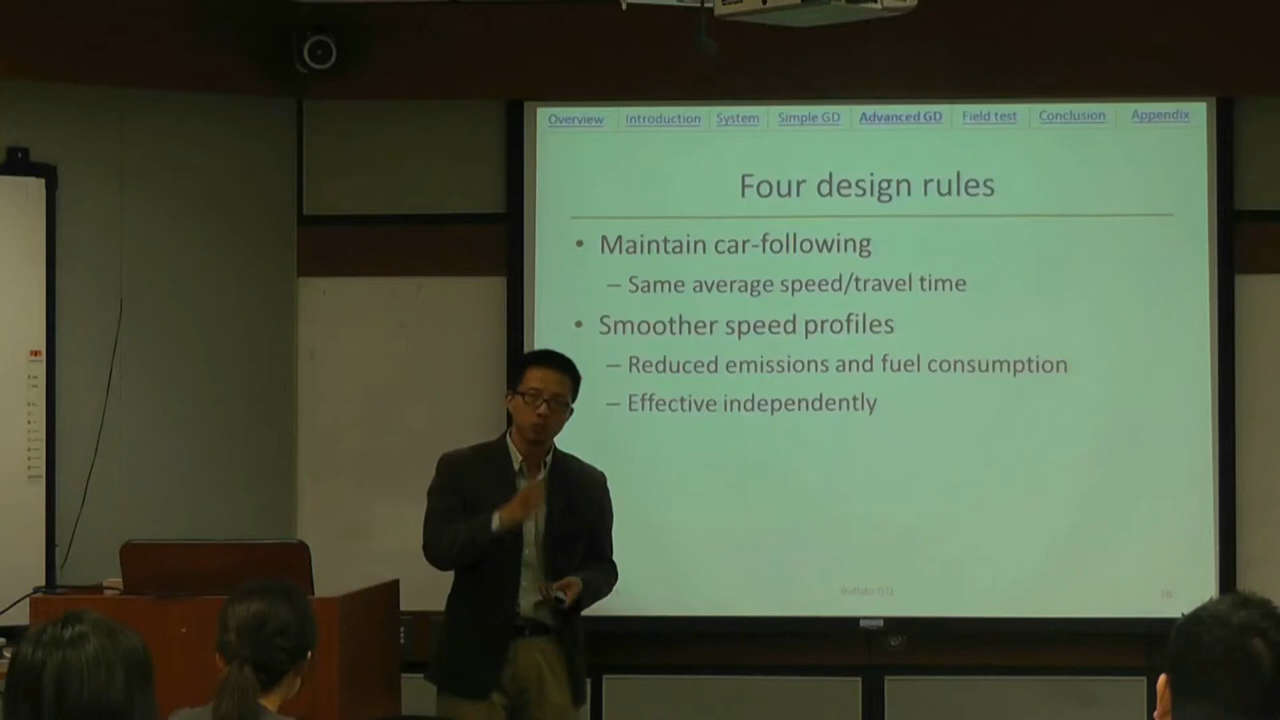 Overview Introduction System Simple GD Advanced GD Field test Conclusion Appendix
Four design rules
• Maintain car-following
– Same average speed/travel time
• Smoother speed profiles
– Reduced emissions and fuel consumption
– Effective independently